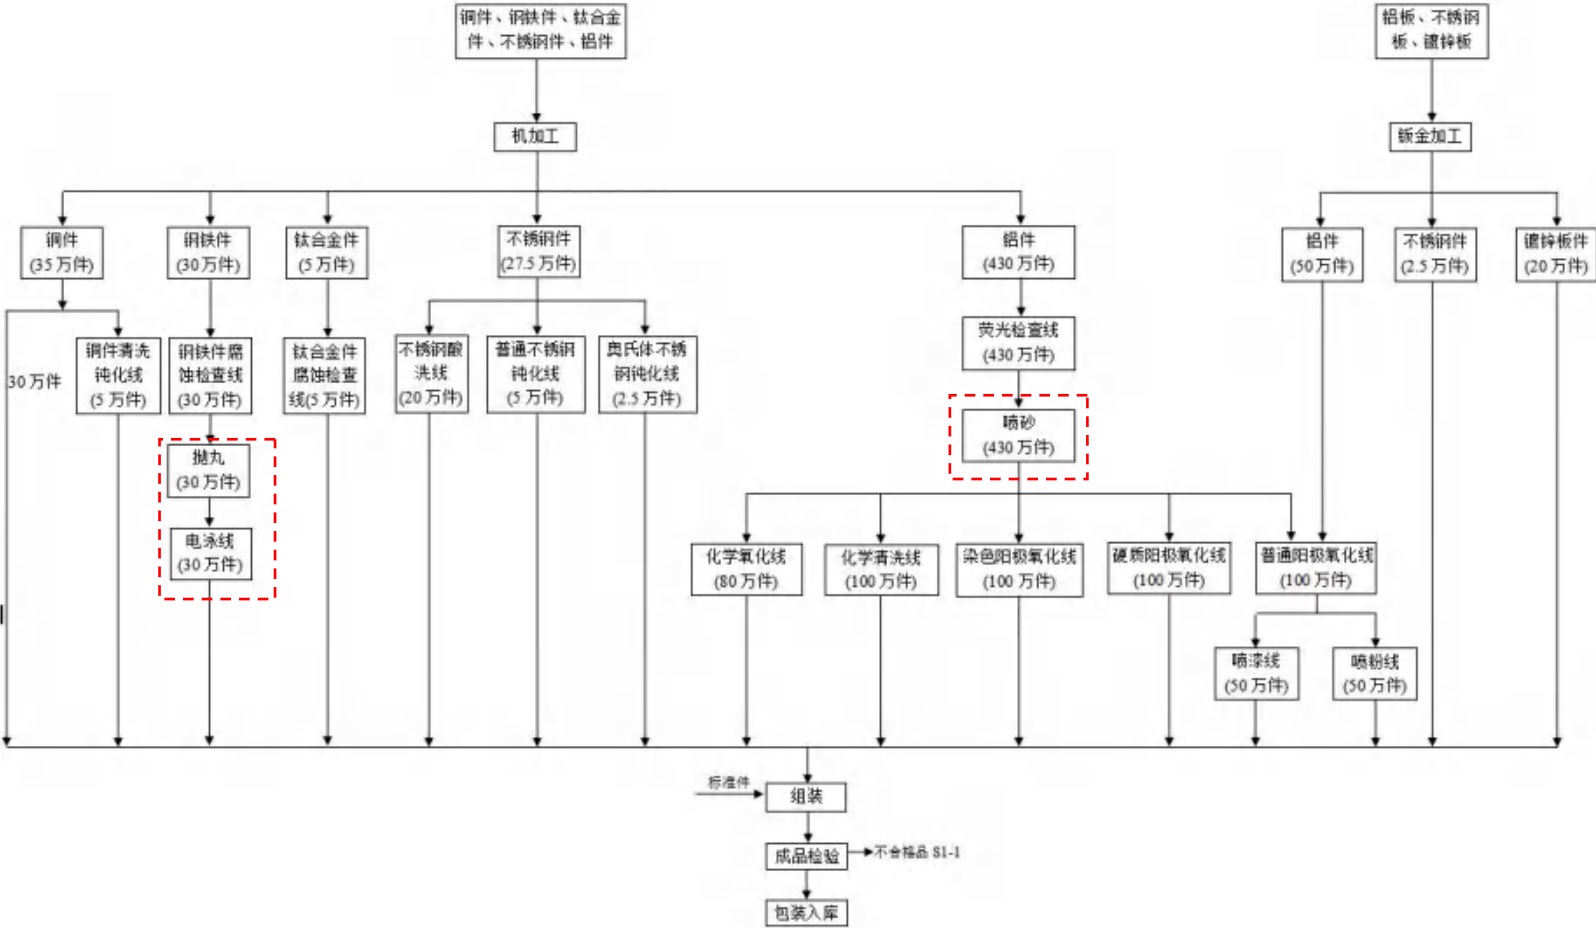 铜件、钢铁件、钛合金
件、不锈钢件、铝件
铝板、不锈钢
板、镀锌板
机加工
钣金加工
铜件
(35万件)
钢铁件
(30万件)
钛合金件
(5万件)
不锈钢件
(27.5万件)
铝件
(430万件)
铝件
(50万件)
不锈钢件
(2.5万件)
镀锌板件
(20万件)
30万件
铜件清洗
钝化线
(5万件)
钢铁件腐
蚀检查线
(30万件)
钛合金件
腐蚀检查
线(5万件)
不锈钢酸
洗线
(20万件)
普通不锈钢
钝化线
(5万件)
奥氏体不锈
钢钝化线
(2.5万件)
荧光检查线
(430万件)
抛丸
(30万件)
喷砂
(430万件)
电泳线
(30万件)
化学氧化线
(80万件)
化学清洗线
(100万件)
染色阳极氧化线
(100万件)
硬质阳极氧化线
(100万件)
普通阳极氧化线
(100万件)
喷漆线
(50万件)
喷粉线
(50万件)
标准件
组装
成品检验
不合格品 S1-1
包装入库